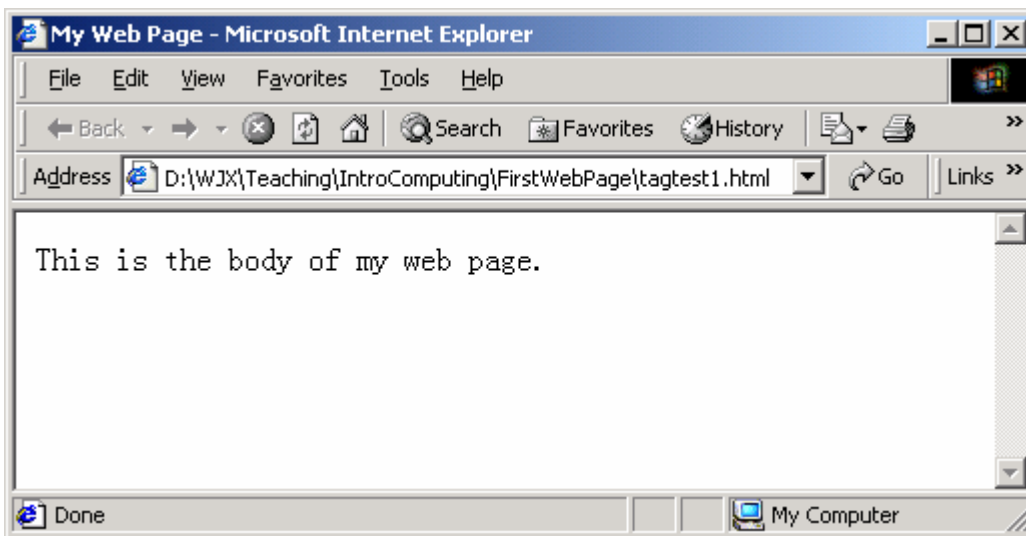 My Web Page - Microsoft Internet Explorer
File Edit View Favorites Tools Help
Back Search Favorites History »
Address D:\WJX\Teaching\IntroComputing\FirstWebPage\tagtest1.html Go Links »
This is the body of my web page.
Done My Computer